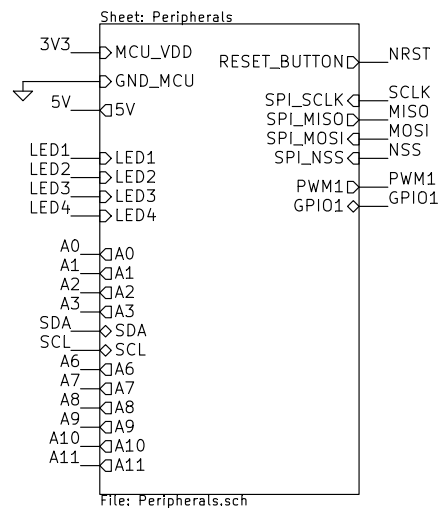 Sheet: Peripherals
3V3 MCU_VDD
GND_MCU
5V 5V
LED1 LED1
LED2 LED2
LED3 LED3
LED4 LED4
A0 A0
A1 A1
A2 A2
A3 A3
SDA SDA
SCL SCL
A6 A6
A7 A7
A8 A8
A9 A9
A10 A10
A11 A11
RESET_BUTTON NRST
SPI_SCLK SCLK
SPI_MISO MISO
SPI_MOSI MOSI
SPI_NSS NSS
PWM1 PWM1
GPIO1 GPIO1
File: Peripherals.sch